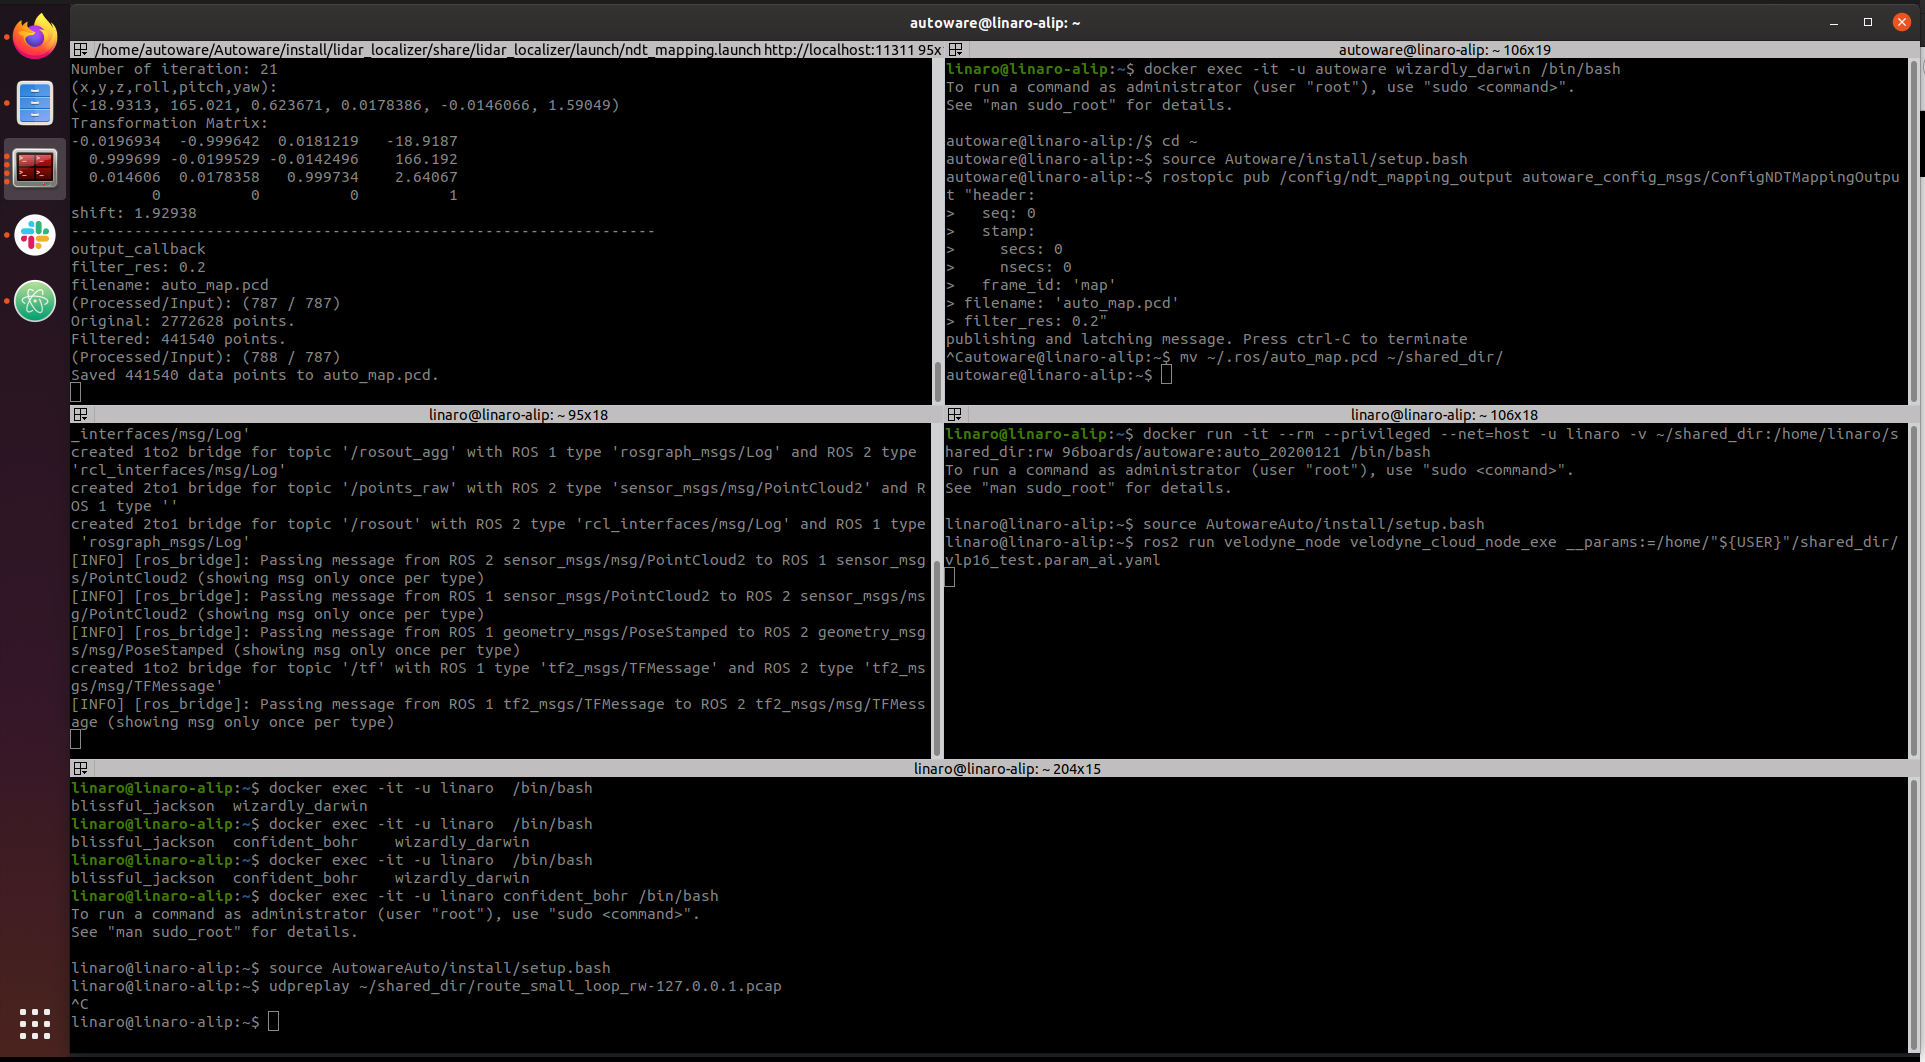 autoware@linaro-alip: ~
/home/autoware/Autoware/install/lidar_localizer/share/lidar_localizer/launch/ndt_mapping.launch http://localhost:11311 95x
Number of iteration: 21
(x,y,z,roll,pitch,yaw):
(-18.9313, 165.021, 0.623671, 0.0178386, -0.0146066, 1.59049)
Transformation Matrix:
-0.0196934  -0.999642  0.0181219   -18.9187
  0.999699 -0.0199529 -0.0142496    166.192
  0.014606  0.0178358   0.999734    2.64067
         0          0          0          1
shift: 1.92938
-----------------------------------------------------------------
output_callback
filter_res: 0.2
filename: auto_map.pcd
(Processed/Input): (787 / 787)
Original: 2772628 points.
Filtered: 441540 points.
(Processed/Input): (788 / 787)
Saved 441540 data points to auto_map.pcd.
autoware@linaro-alip: ~ 106x19
linaro@linaro-alip:~$ docker exec -it -u autoware wizardly_darwin /bin/bash
To run a command as administrator (user "root"), use "sudo <command>".
See "man sudo_root" for details.
autoware@linaro-alip:/$ cd ~
autoware@linaro-alip:~$ source Autoware/install/setup.bash
autoware@linaro-alip:~$ rostopic pub /config/ndt_mapping_output autoware_config_msgs/ConfigNDTMappingOutpu
t "header:
>   seq: 0
>   stamp:
>     secs: 0
>     nsecs: 0
>   frame_id: 'map'
> filename: 'auto_map.pcd'
> filter_res: 0.2"
publishing and latching message. Press ctrl-C to terminate
^Cautoware@linaro-alip:~$ mv ~/.ros/auto_map.pcd ~/shared_dir/
autoware@linaro-alip:~$
linaro@linaro-alip: ~ 95x18
_interfaces/msg/Log'
created 1to2 bridge for topic '/rosout_agg' with ROS 1 type 'rosgraph_msgs/Log' and ROS 2 type
'rcl_interfaces/msg/Log'
created 2to1 bridge for topic '/points_raw' with ROS 2 type 'sensor_msgs/msg/PointCloud2' and R
OS 1 type ''
created 2to1 bridge for topic '/rosout' with ROS 2 type 'rcl_interfaces/msg/Log' and ROS 1 type
 'rosgraph_msgs/Log'
[INFO] [ros_bridge]: Passing message from ROS 2 sensor_msgs/msg/PointCloud2 to ROS 1 sensor_msg
s/PointCloud2 (showing msg only once per type)
[INFO] [ros_bridge]: Passing message from ROS 1 sensor_msgs/PointCloud2 to ROS 2 sensor_msgs/ms
g/PointCloud2 (showing msg only once per type)
[INFO] [ros_bridge]: Passing message from ROS 1 geometry_msgs/PoseStamped to ROS 2 geometry_msg
s/msg/PoseStamped (showing msg only once per type)
created 1to2 bridge for topic '/tf' with ROS 1 type 'tf2_msgs/TFMessage' and ROS 2 type 'tf2_ms
gs/msg/TFMessage'
[INFO] [ros_bridge]: Passing message from ROS 1 tf2_msgs/TFMessage to ROS 2 tf2_msgs/msg/TFMess
age (showing msg only once per type)
linaro@linaro-alip: ~ 106x18
linaro@linaro-alip:~$ docker run -it --rm --privileged --net=host -u linaro -v ~/shared_dir:/home/linaro/s
hared_dir:rw 96boards/autoware:auto_20200121 /bin/bash
To run a command as administrator (user "root"), use "sudo <command>".
See "man sudo_root" for details.
linaro@linaro-alip:~$ source AutowareAuto/install/setup.bash
linaro@linaro-alip:~$ ros2 run velodyne_node velodyne_cloud_node_exe __params:=/home/"${USER}"/shared_dir/
vlp16_test.param_ai.yaml
linaro@linaro-alip: ~ 204x15
linaro@linaro-alip:~$ docker exec -it -u linaro  /bin/bash
blissful_jackson  wizardly_darwin
linaro@linaro-alip:~$ docker exec -it -u linaro  /bin/bash
blissful_jackson  confident_bohr    wizardly_darwin
linaro@linaro-alip:~$ docker exec -it -u linaro  /bin/bash
blissful_jackson  confident_bohr    wizardly_darwin
linaro@linaro-alip:~$ docker exec -it -u linaro confident_bohr /bin/bash
To run a command as administrator (user "root"), use "sudo <command>".
See "man sudo_root" for details.
linaro@linaro-alip:~$ source AutowareAuto/install/setup.bash
linaro@linaro-alip:~$ udpreplay ~/shared_dir/route_small_loop_rw-127.0.0.1.pcap
^C
linaro@linaro-alip:~$